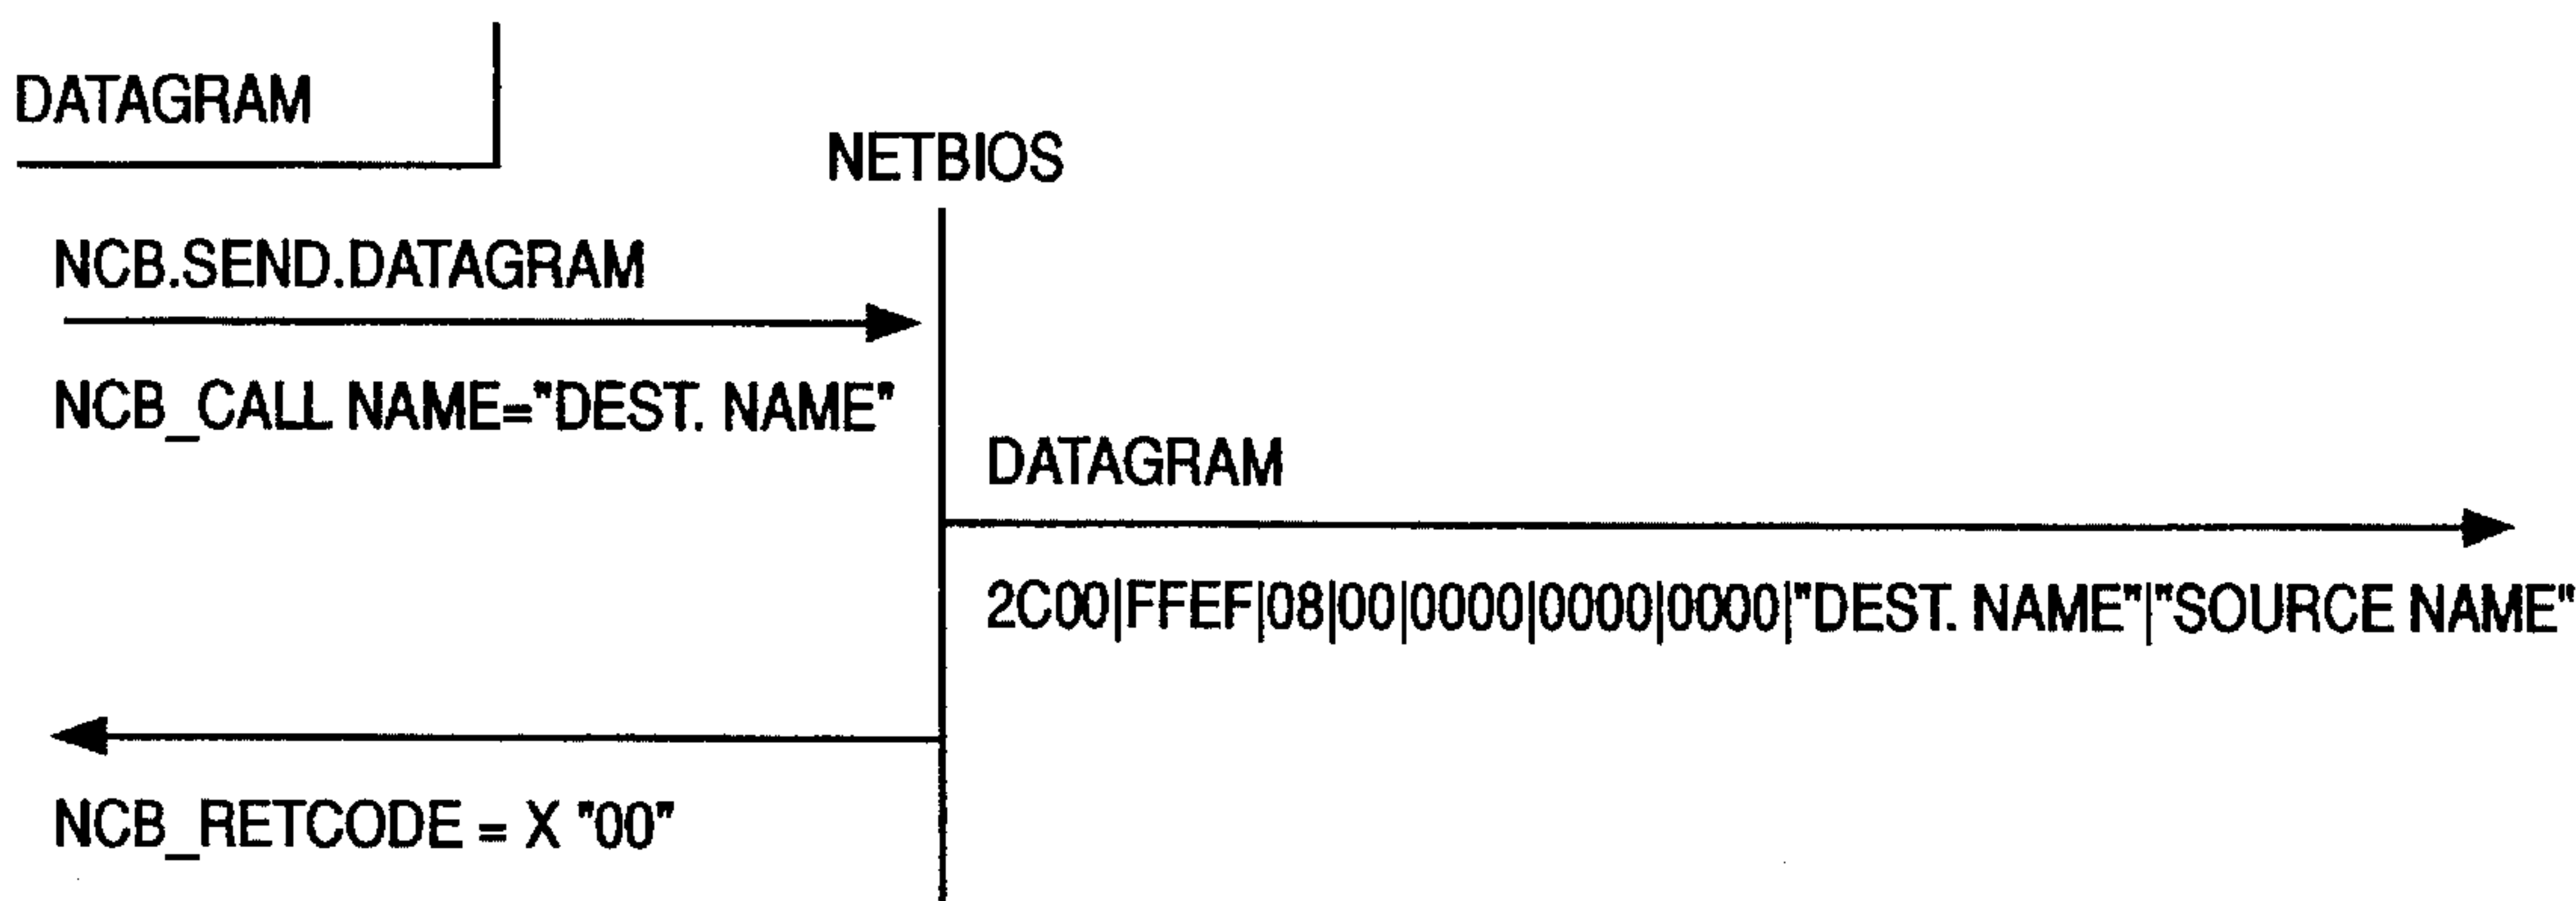 DATAGRAM
NETBIOS
NCB.SEND.DATAGRAM
NCB_CALL NAME="DEST. NAME"
DATAGRAM
2C00|FFEF|08|00|0000|0000|0000|"DEST. NAME"|"SOURCE NAME"
NCB_RETCODE = X "00"